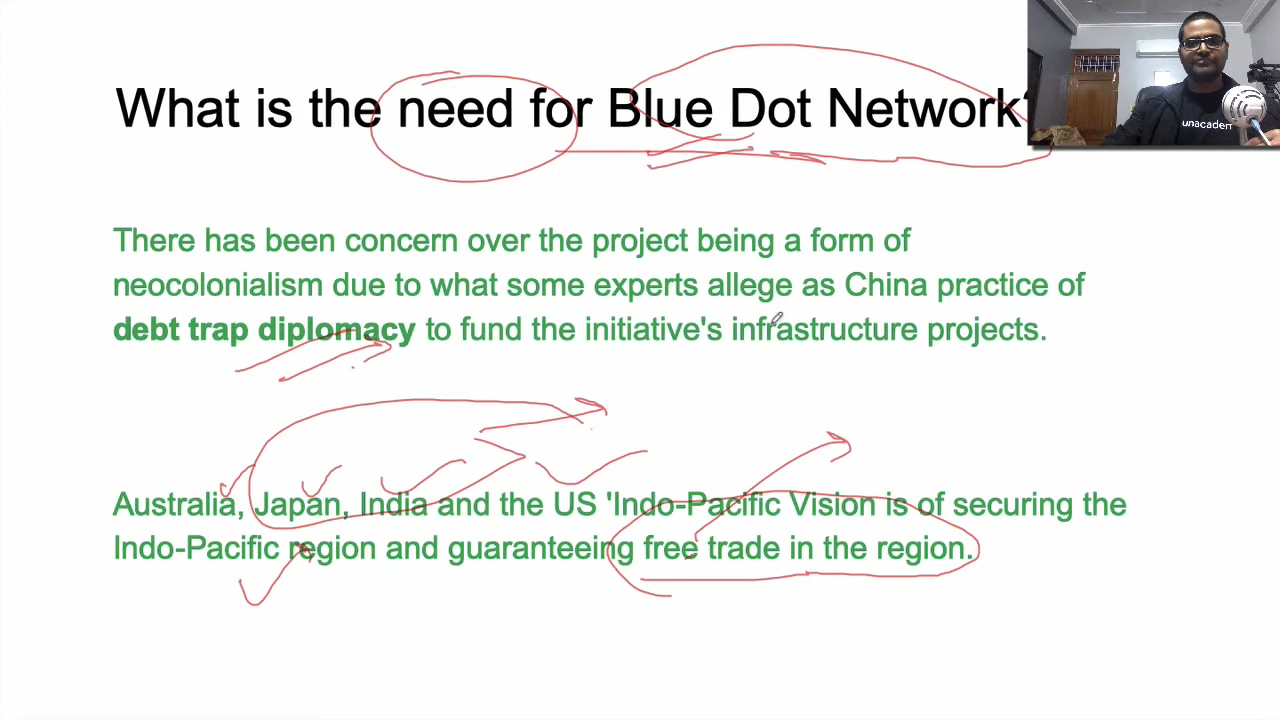 What is the need for Blue Dot Network?
unacadem
There has been concern over the project being a form of
neocolonialism due to what some experts allege as China practice of
debt trap diplomacy to fund the initiative's infrastructure projects.
Australia, Japan, India and the US 'Indo-Pacific Vision is of securing the
Indo-Pacific region and guaranteeing free trade in the region.